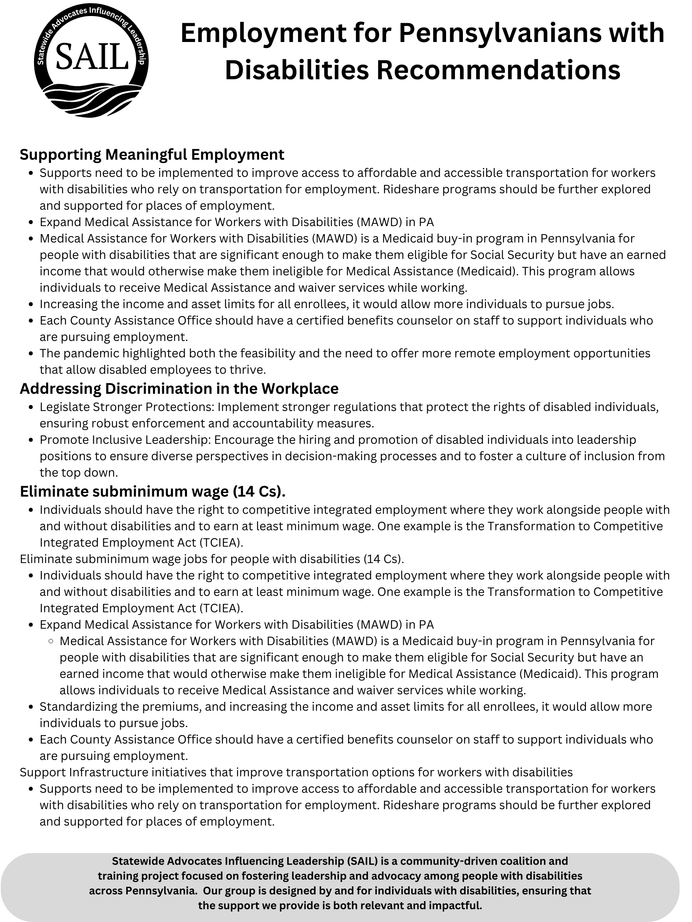 Statewide Advocates Influencing Leadership
SAIL
Employment for Pennsylvanians with
Disabilities Recommendations
Supporting Meaningful Employment
• Supports need to be implemented to improve access to affordable and accessible transportation for workers
with disabilities who rely on transportation for employment. Rideshare programs should be further explored
and supported for places of employment.
• Expand Medical Assistance for Workers with Disabilities (MAWD) in PA
• Medical Assistance for Workers with Disabilities (MAWD) is a Medicaid buy-in program in Pennsylvania for
people with disabilities that are significant enough to make them eligible for Social Security but have an earned
income that would otherwise make them ineligible for Medical Assistance (Medicaid). This program allows
individuals to receive Medical Assistance and waiver services while working.
• Increasing the income and asset limits for all enrollees, it would allow more individuals to pursue jobs.
• Each County Assistance Office should have a certified benefits counselor on staff to support individuals who
are pursuing employment.
• The pandemic highlighted both the feasibility and the need to offer more remote employment opportunities
that allow disabled employees to thrive.
Addressing Discrimination in the Workplace
• Legislate Stronger Protections: Implement stronger regulations that protect the rights of disabled individuals,
ensuring robust enforcement and accountability measures.
• Promote Inclusive Leadership: Encourage the hiring and promotion of disabled individuals into leadership
positions to ensure diverse perspectives in decision-making processes and to foster a culture of inclusion from
the top down.
Eliminate subminimum wage (14 Cs).
• Individuals should have the right to competitive integrated employment where they work alongside people with
and without disabilities and to earn at least minimum wage. One example is the Transformation to Competitive
Integrated Employment Act (TCIEA).
Eliminate subminimum wage jobs for people with disabilities (14 Cs).
• Individuals should have the right to competitive integrated employment where they work alongside people with
and without disabilities and to earn at least minimum wage. One example is the Transformation to Competitive
Integrated Employment Act (TCIEA).
• Expand Medical Assistance for Workers with Disabilities (MAWD) in PA
○ Medical Assistance for Workers with Disabilities (MAWD) is a Medicaid buy-in program in Pennsylvania for
people with disabilities that are significant enough to make them eligible for Social Security but have an
earned income that would otherwise make them ineligible for Medical Assistance (Medicaid). This program
allows individuals to receive Medical Assistance and waiver services while working.
• Standardizing the premiums, and increasing the income and asset limits for all enrollees, it would allow more
individuals to pursue jobs.
• Each County Assistance Office should have a certified benefits counselor on staff to support individuals who
are pursuing employment.
Support Infrastructure initiatives that improve transportation options for workers with disabilities
• Supports need to be implemented to improve access to affordable and accessible transportation for workers
with disabilities who rely on transportation for employment. Rideshare programs should be further explored
and supported for places of employment.
Statewide Advocates Influencing Leadership (SAIL) is a community-driven coalition and
training project focused on fostering leadership and advocacy among people with disabilities
across Pennsylvania. Our group is designed by and for individuals with disabilities, ensuring that
the support we provide is both relevant and impactful.